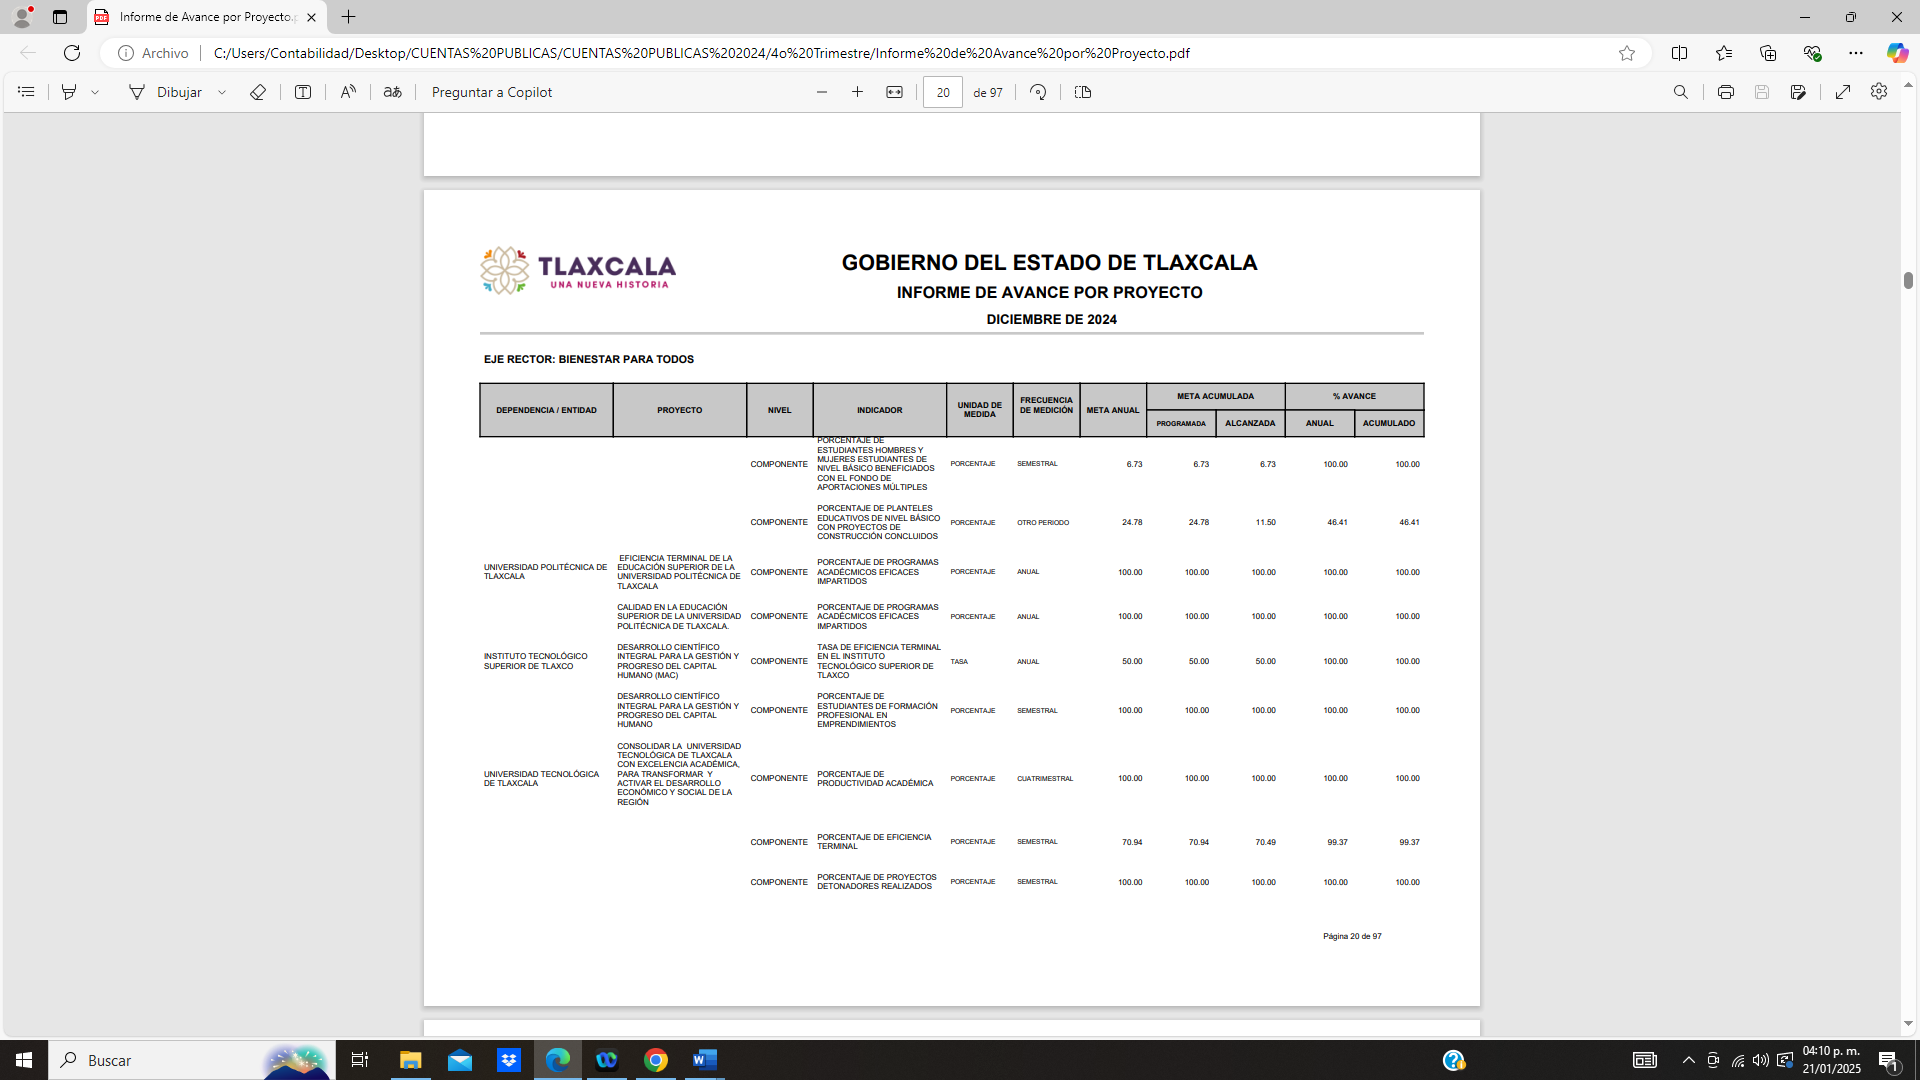 Informe de Avance por Proyecto.p
Archivo
C:/Users/Contabilidad/Desktop/CUENTAS%20PUBLICAS/CUENTAS%20PUBLICAS%202024/4o%20Trimestre/Informe%20de%20Avance%20por%20Proyecto.pdf
Dibujar
Preguntar a Copilot
20
de 97
TLAXCALA
UNA NUEVA HISTORIA
GOBIERNO DEL ESTADO DE TLAXCALA
INFORME DE AVANCE POR PROYECTO
DICIEMBRE DE 2024
EJE RECTOR: BIENESTAR PARA TODOS
DEPENDENCIA / ENTIDAD
PROYECTO
NIVEL
INDICADOR
UNIDAD DE
MEDIDA
FRECUENCIA
DE MEDICIÓN
META ANUAL
META ACUMULADA
% AVANCE
PROGRAMADA
ALCANZADA
ANUAL
ACUMULADO
COMPONENTE
PORCENTAJE DE
ESTUDIANTES HOMBRES Y
MUJERES ESTUDIANTES DE
NIVEL BÁSICO BENEFICIADOS
CON EL FONDO DE
APORTACIONES MÚLTIPLES
PORCENTAJE
SEMESTRAL
6.73
6.73
6.73
100.00
100.00
COMPONENTE
PORCENTAJE DE PLANTELES
EDUCATIVOS DE NIVEL BÁSICO
CON PROYECTOS DE
CONSTRUCCIÓN CONCLUIDOS
PORCENTAJE
OTRO PERIODO
24.78
24.78
11.50
46.41
46.41
UNIVERSIDAD POLITÉCNICA DE
TLAXCALA
EFICIENCIA TERMINAL DE LA
EDUCACIÓN SUPERIOR DE LA
UNIVERSIDAD POLITÉCNICA DE
TLAXCALA
COMPONENTE
PORCENTAJE DE PROGRAMAS
ACADÉCMICOS EFICACES
IMPARTIDOS
PORCENTAJE
ANUAL
100.00
100.00
100.00
100.00
100.00
CALIDAD EN LA EDUCACIÓN
SUPERIOR DE LA UNIVERSIDAD
POLITÉCNICA DE TLAXCALA.
COMPONENTE
PORCENTAJE DE PROGRAMAS
ACADÉCMICOS EFICACES
IMPARTIDOS
PORCENTAJE
ANUAL
100.00
100.00
100.00
100.00
100.00
INSTITUTO TECNOLÓGICO
SUPERIOR DE TLAXCO
DESARROLLO CIENTÍFICO
INTEGRAL PARA LA GESTIÓN Y
PROGRESO DEL CAPITAL
HUMANO (MAC)
COMPONENTE
TASA DE EFICIENCIA TERMINAL
EN EL INSTITUTO
TECNOLÓGICO SUPERIOR DE
TLAXCO
TASA
ANUAL
50.00
50.00
50.00
100.00
100.00
DESARROLLO CIENTÍFICO
INTEGRAL PARA LA GESTIÓN Y
PROGRESO DEL CAPITAL
HUMANO
COMPONENTE
PORCENTAJE DE
ESTUDIANTES DE FORMACIÓN
PROFESIONAL EN
EMPRENDIMIENTOS
PORCENTAJE
SEMESTRAL
100.00
100.00
100.00
100.00
100.00
UNIVERSIDAD TECNOLÓGICA
DE TLAXCALA
CONSOLIDAR LA UNIVERSIDAD
TECNOLÓGICA DE TLAXCALA
CON EXCELENCIA ACADÉMICA,
PARA TRANSFORMAR Y
ACTIVAR EL DESARROLLO
ECONÓMICO Y SOCIAL DE LA
REGIÓN
COMPONENTE
PORCENTAJE DE
PRODUCTIVIDAD ACADÉMICA
PORCENTAJE
CUATRIMESTRAL
100.00
100.00
100.00
100.00
100.00
COMPONENTE
PORCENTAJE DE EFICIENCIA
TERMINAL
PORCENTAJE
SEMESTRAL
70.94
70.94
70.49
99.37
99.37
COMPONENTE
PORCENTAJE DE PROYECTOS
DETONADORES REALIZADOS
PORCENTAJE
SEMESTRAL
100.00
100.00
100.00
100.00
100.00
Página 20 de 97
Buscar
04:10 p. m.
21/01/2025
1